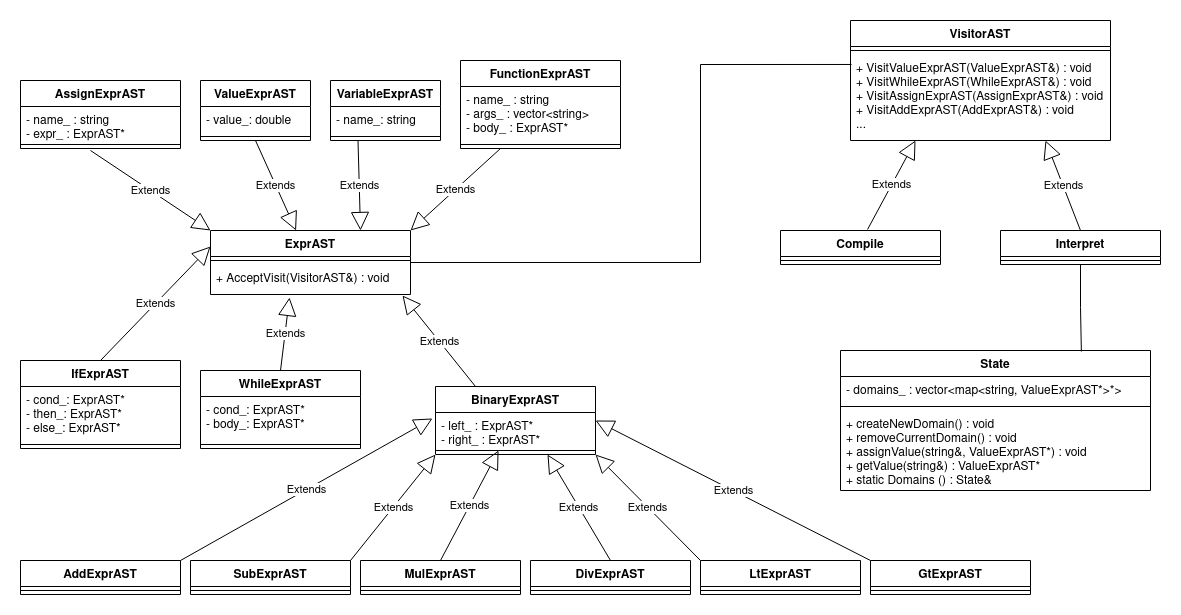 VisitorAST
+ VisitValueExprAST(ValueExprAST&) : void
+ VisitWhileExprAST(WhileExprAST&) : void
+ VisitAssignExprAST(AssignExprAST&) : void
+ VisitAddExprAST(AddExprAST&) : void
...
AssignExprAST
- name_ : string
- expr_ : ExprAST*
ValueExprAST
- value_: double
VariableExprAST
- name_: string
FunctionExprAST
- name_ : string
- args_ : vector<string>
- body_ : ExprAST*
Extends
Extends
Extends
Extends
Extends
Extends
ExprAST
+ AcceptVisit(VisitorAST&) : void
Compile
Interpret
Extends
Extends
Extends
IfExprAST
- cond_: ExprAST*
- then_: ExprAST*
- else_: ExprAST*
WhileExprAST
- cond_: ExprAST*
- body_: ExprAST*
BinaryExprAST
- left_ : ExprAST*
- right_ : ExprAST*
State
- domains_ : vector<map<string, ValueExprAST*>*>
+ createNewDomain() : void
+ removeCurrentDomain() : void
+ assignValue(string&, ValueExprAST*) : void
+ getValue(string&) : ValueExprAST*
+ static Domains () : State&
Extends
Extends
Extends
Extends
Extends
Extends
AddExprAST
SubExprAST
MulExprAST
DivExprAST
LtExprAST
GtExprAST